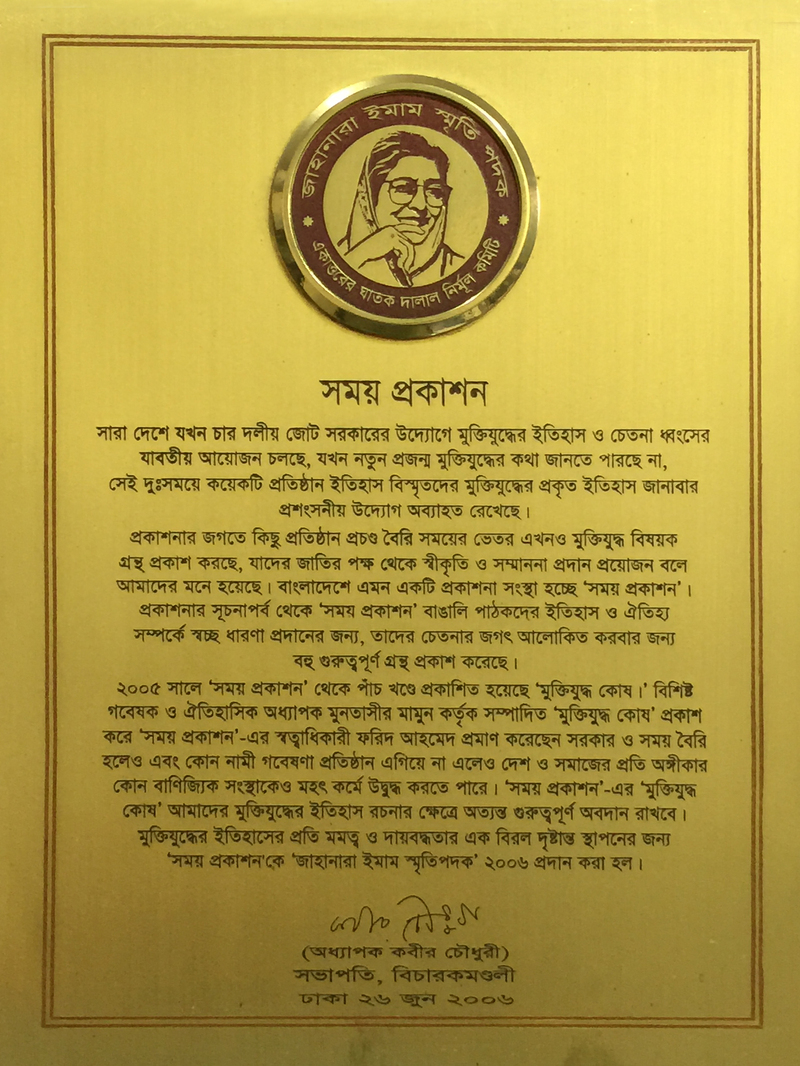 জাহানারা ইমাম স্মৃতি পদক
একাত্তরের ঘাতক দালাল নির্মূল কমিটি
সময় প্রকাশন
সারা দেশে যখন চার দলীয় জোট সরকারের উদ্যোগে মুক্তিযুদ্ধের ইতিহাস ও চেতনা ধ্বংসের
যাবতীয় আয়োজন চলছে, যখন নতুন প্রজন্ম মুক্তিযুদ্ধের কথা জানতে পারছে না,
সেই দুঃসময়ে কয়েকটি প্রতিষ্ঠান ইতিহাস বিস্মৃতদের মুক্তিযুদ্ধের প্রকৃত ইতিহাস জানাবার
প্রশংসনীয় উদ্যোগ অব্যাহত রেখেছে।
প্রকাশনার জগতে কিছু প্রতিষ্ঠান প্রচণ্ড বৈরি সময়ের ভেতর এখনও মুক্তিযুদ্ধ বিষয়ক
গ্রন্থ প্রকাশ করছে, যাদের জাতির পক্ষ থেকে স্বীকৃতি ও সম্মাননা প্রদান প্রয়োজন বলে
আমাদের মনে হয়েছে। বাংলাদেশে এমন একটি প্রকাশনা সংস্থা হচ্ছে ‘সময় প্রকাশন’।
প্রকাশনার সূচনাপর্ব থেকে ‘সময় প্রকাশন’ বাঙালি পাঠকদের ইতিহাস ও ঐতিহ্য
সম্পর্কে স্বচ্ছ ধারণা প্রদানের জন্য, তাদের চেতনার জগৎ আলোকিত করবার জন্য
বহু গুরুত্বপূর্ণ গ্রন্থ প্রকাশ করেছে।
২০০৫ সালে ‘সময় প্রকাশন’ থেকে পাঁচ খণ্ডে প্রকাশিত হয়েছে ‘মুক্তিযুদ্ধ কোষ।’ বিশিষ্ট
গবেষক ও ঐতিহাসিক অধ্যাপক মুনতাসীর মামুন কর্তৃক সম্পাদিত ‘মুক্তিযুদ্ধ কোষ’ প্রকাশ
করে ‘সময় প্রকাশন’-এর স্বত্বাধিকারী ফরিদ আহমেদ প্রমাণ করেছেন সরকার ও সময় বৈরি
হলেও এবং কোন নামী গবেষণা প্রতিষ্ঠান এগিয়ে না এলেও দেশ ও সমাজের প্রতি অঙ্গীকার
কোন বাণিজ্যিক সংস্থাকেও মহৎ কর্মে উদ্বুদ্ধ করতে পারে। ‘সময় প্রকাশন’-এর ‘মুক্তিযুদ্ধ
কোষ’ আমাদের মুক্তিযুদ্ধের ইতিহাস রচনার ক্ষেত্রে অত্যন্ত গুরুত্বপূর্ণ অবদান রাখবে।
মুক্তিযুদ্ধের ইতিহাসের প্রতি মমত্ব ও দায়বদ্ধতার এক বিরল দৃষ্টান্ত স্থাপনের জন্য
‘সময় প্রকাশন’কে ‘জাহানারা ইমাম স্মৃতিপদক’ ২০০৬ প্রদান করা হল।
(অধ্যাপক কবীর চৌধুরী)
সভাপতি, বিচারকমণ্ডলী
ঢাকা ২৬ জুন ২০০৬